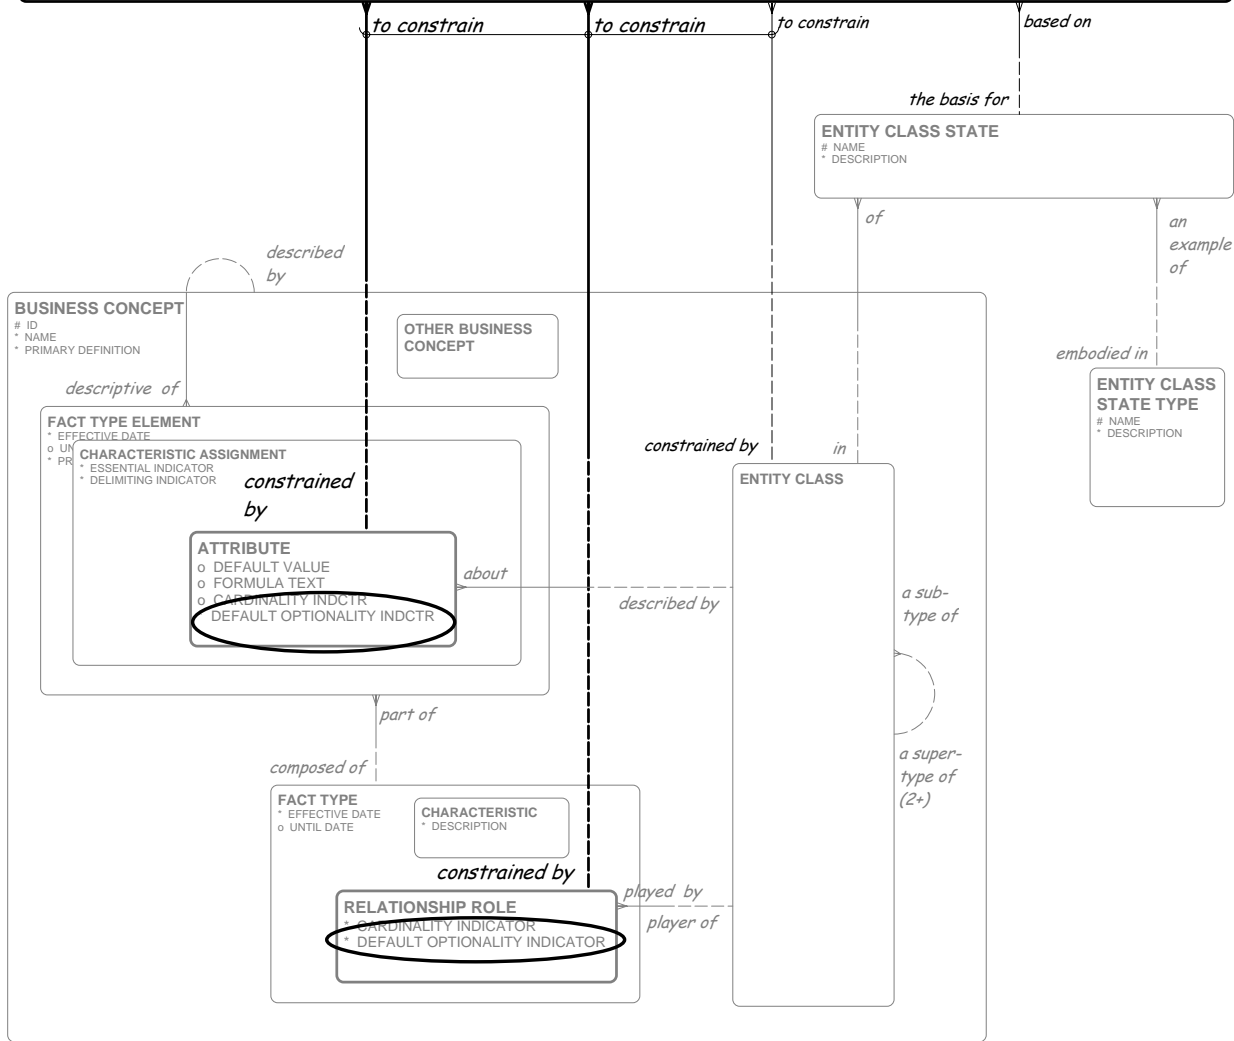 to constrain
to constrain
to constrain
based on
the basis for
ENTITY CLASS STATE
# NAME
* DESCRIPTION
of
an
example
of
described
by
BUSINESS CONCEPT
# ID
* NAME
* PRIMARY DEFINITION
OTHER BUSINESS
CONCEPT
embodied in
descriptive of
ENTITY CLASS
STATE TYPE
# NAME
* DESCRIPTION
FACT TYPE ELEMENT
* EFFECTIVE DATE
o UN
* PR
CHARACTERISTIC ASSIGNMENT
* ESSENTIAL INDICATOR
* DELIMITING INDICATOR
constrained by
in
constrained
by
ENTITY CLASS
ATTRIBUTE
o DEFAULT VALUE
o FORMULA TEXT
o CARDINALITY INDCTR
DEFAULT OPTIONALITY INDCTR
about
described by
a sub-
type of
part of
a super-
type of
(2+)
composed of
FACT TYPE
* EFFECTIVE DATE
o UNTIL DATE
CHARACTERISTIC
* DESCRIPTION
constrained by
played by
player of
RELATIONSHIP ROLE
* CARDINALITY INDICATOR
* DEFAULT OPTIONALITY INDICATOR